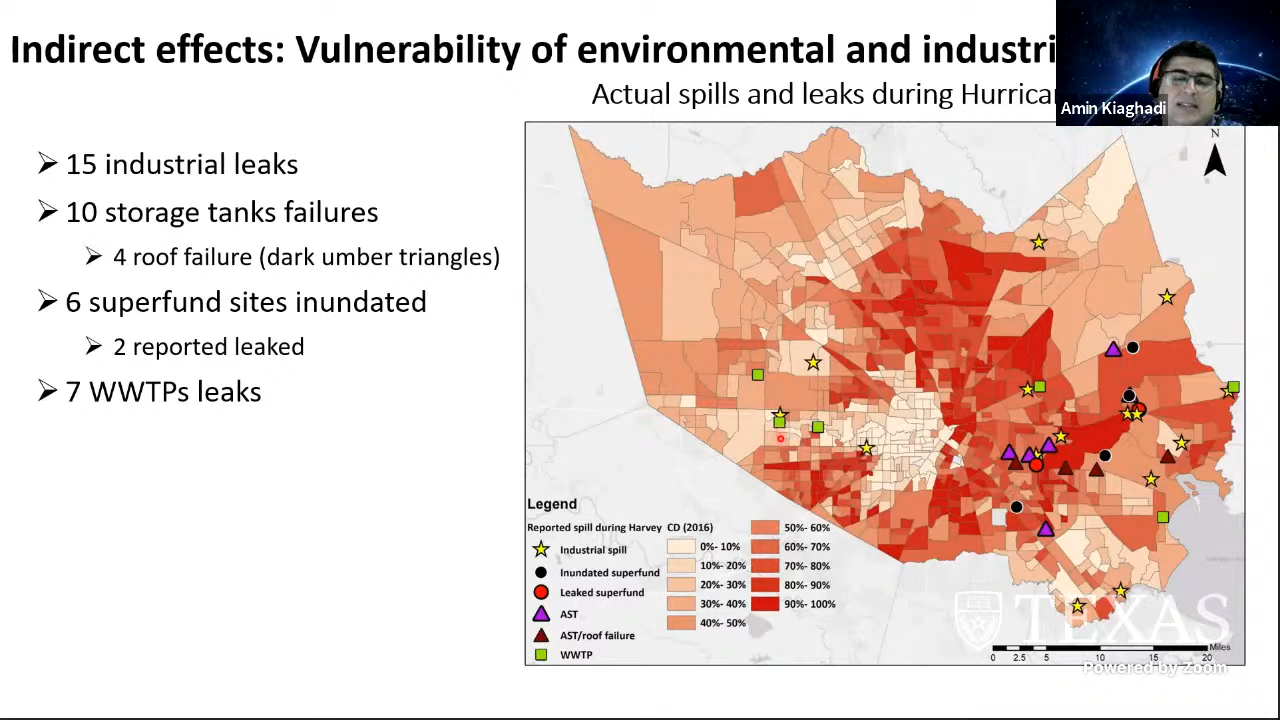 Indirect effects: Vulnerability of environmental and industri
Actual spills and leaks during Hurrica
Amin Kiaghadi
15 industrial leaks
10 storage tanks failures
4 roof failure (dark umber triangles)
6 superfund sites inundated
2 reported leaked
7 WWTPs leaks
N
Legend
Reported spill during Harvey
Industrial spill
Inundated superfund
Leaked superfund
AST
AST/roof failure
WWTP
CD (2016)
0%- 10%
10%- 20%
20%- 30%
30%- 40%
40%- 50%
50%- 60%
60%- 70%
70%- 80%
80%- 90%
90%- 100%
TEXAS
Miles
0 2.5 5 10 15 20
Powered by Zoom